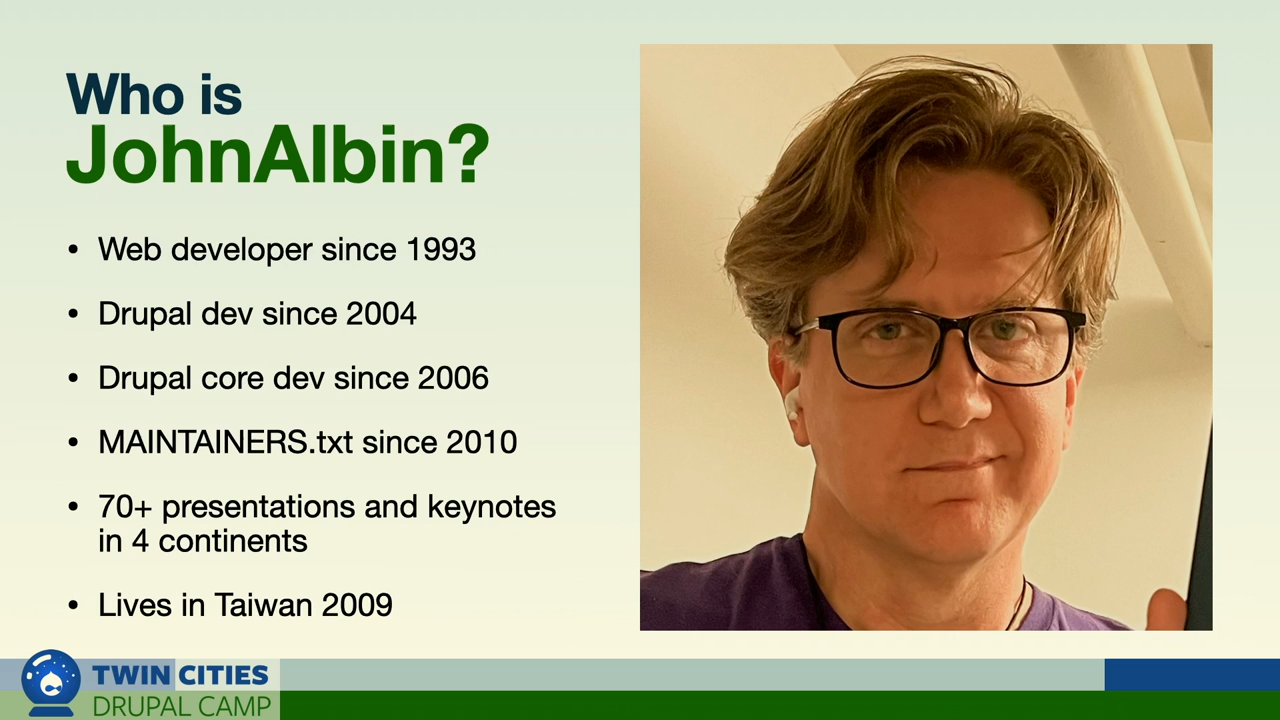 Who is
JohnAlbin?
• Web developer since 1993
• Drupal dev since 2004
• Drupal core dev since 2006
• MAINTAINERS.txt since 2010
• 70+ presentations and keynotes
in 4 continents
• Lives in Taiwan 2009
TWIN CITIES
DRUPAL CAMP